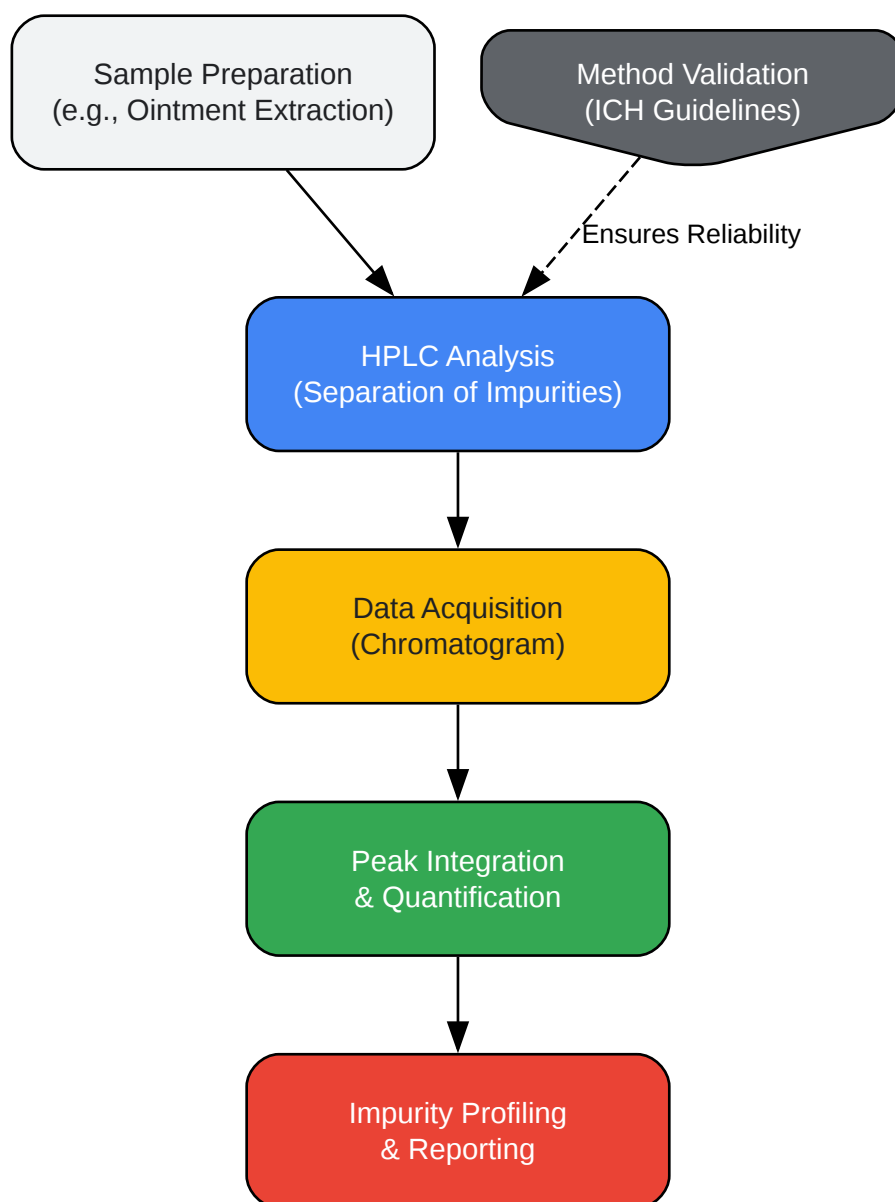 Sample Preparation
(e.g., Ointment Extraction)
Method Validation
(ICH Guidelines)
Ensures Reliability
HPLC Analysis
(Separation of Impurities)
Data Acquisition
(Chromatogram)
Peak Integration
& Quantification
Impurity Profiling
& Reporting